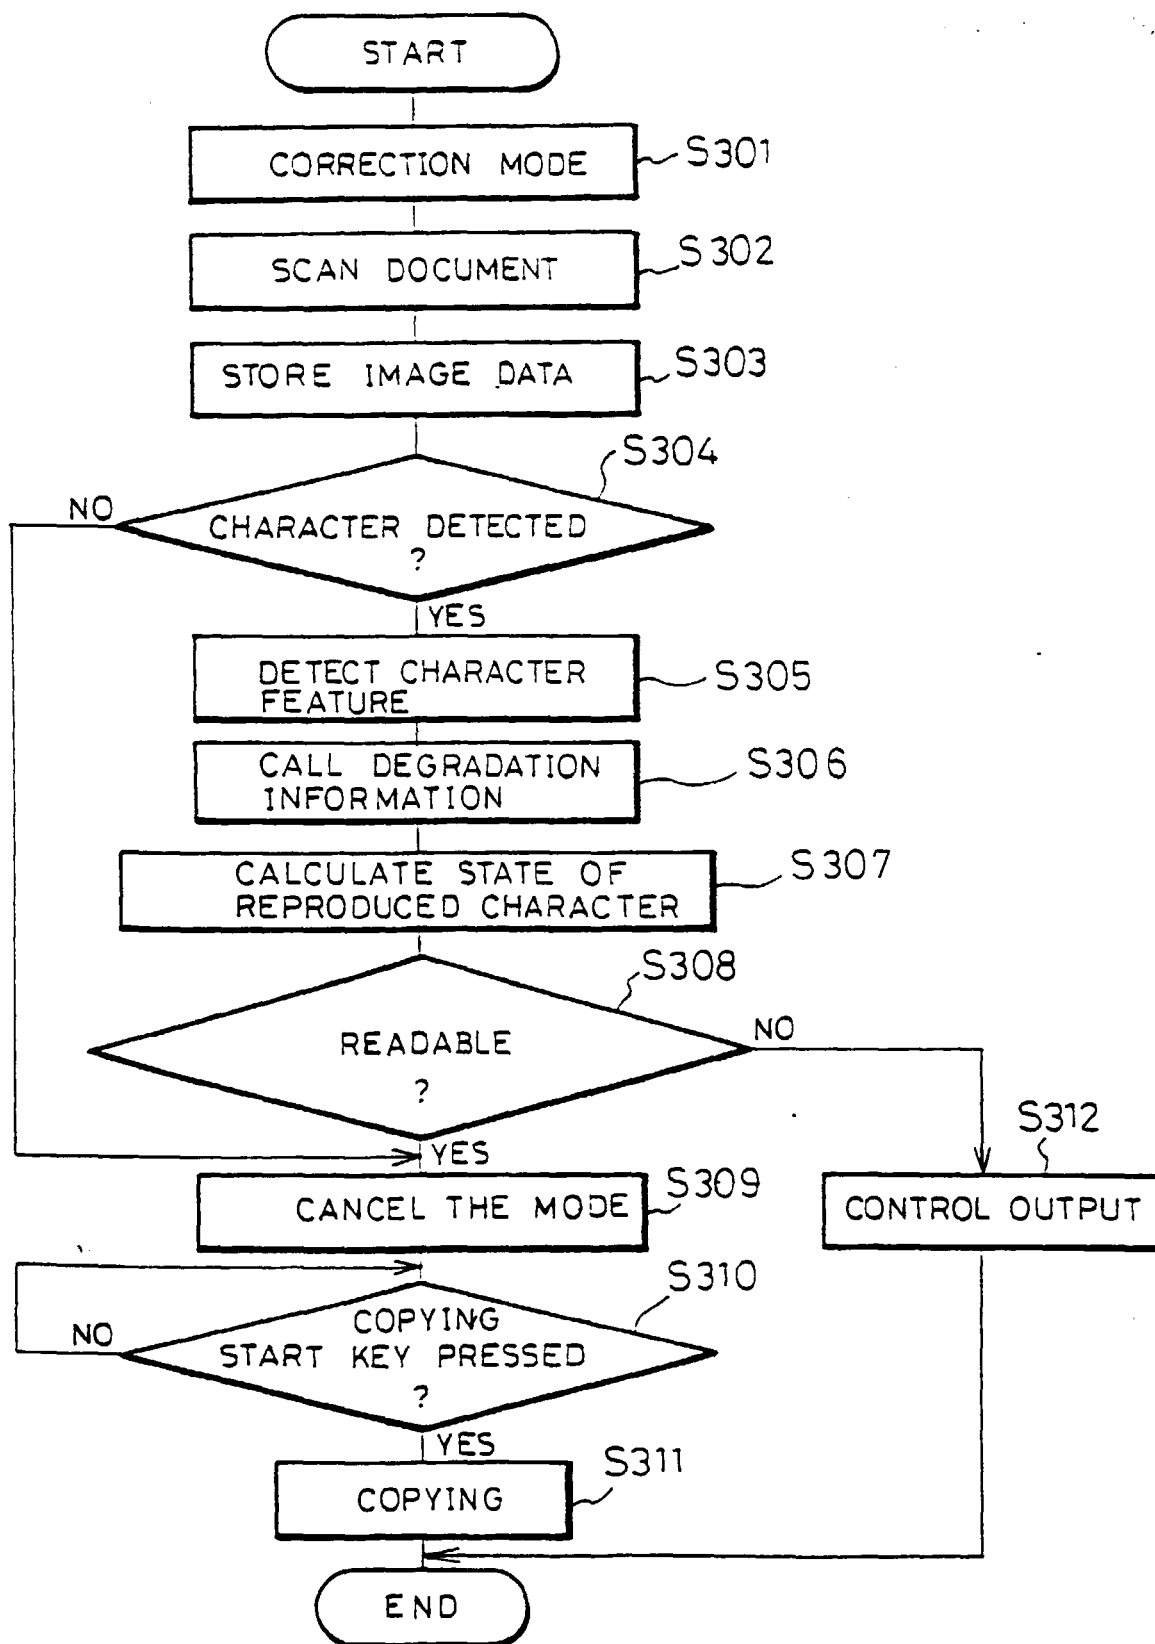 START
CORRECTION MODE
S301
SCAN DOCUMENT
S302
STORE IMAGE DATA
S303
S304
NO
CHARACTER DETECTED
?
YES
DETECT CHARACTER
FEATURE
S305
CALL DEGRADATION
INFORMATION
S306
CALCULATE STATE OF
REPRODUCED CHARACTER
S307
S308
READABLE
?
NO
YES
S312
CONTROL OUTPUT
CANCEL THE MODE
S309
S310
COPYING
START KEY PRESSED
?
NO
YES
S311
COPYING
END